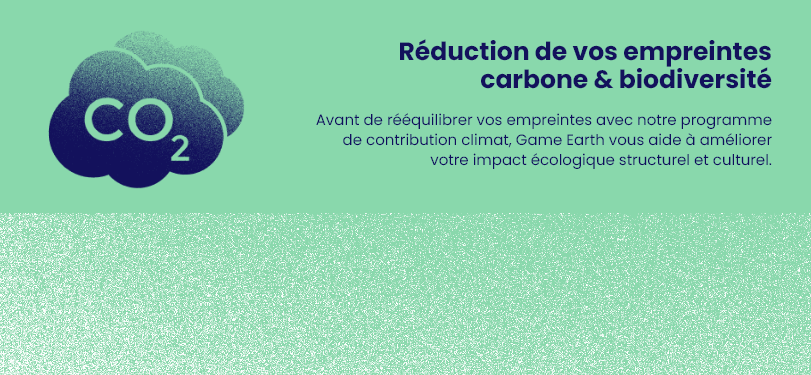 CO2
Réduction de vos empreintes
carbone & biodiversité
Avant de rééquilibrer vos empreintes avec notre programme
de contribution climat, Game Earth vous aide à améliorer
votre impact écologique structurel et culturel.